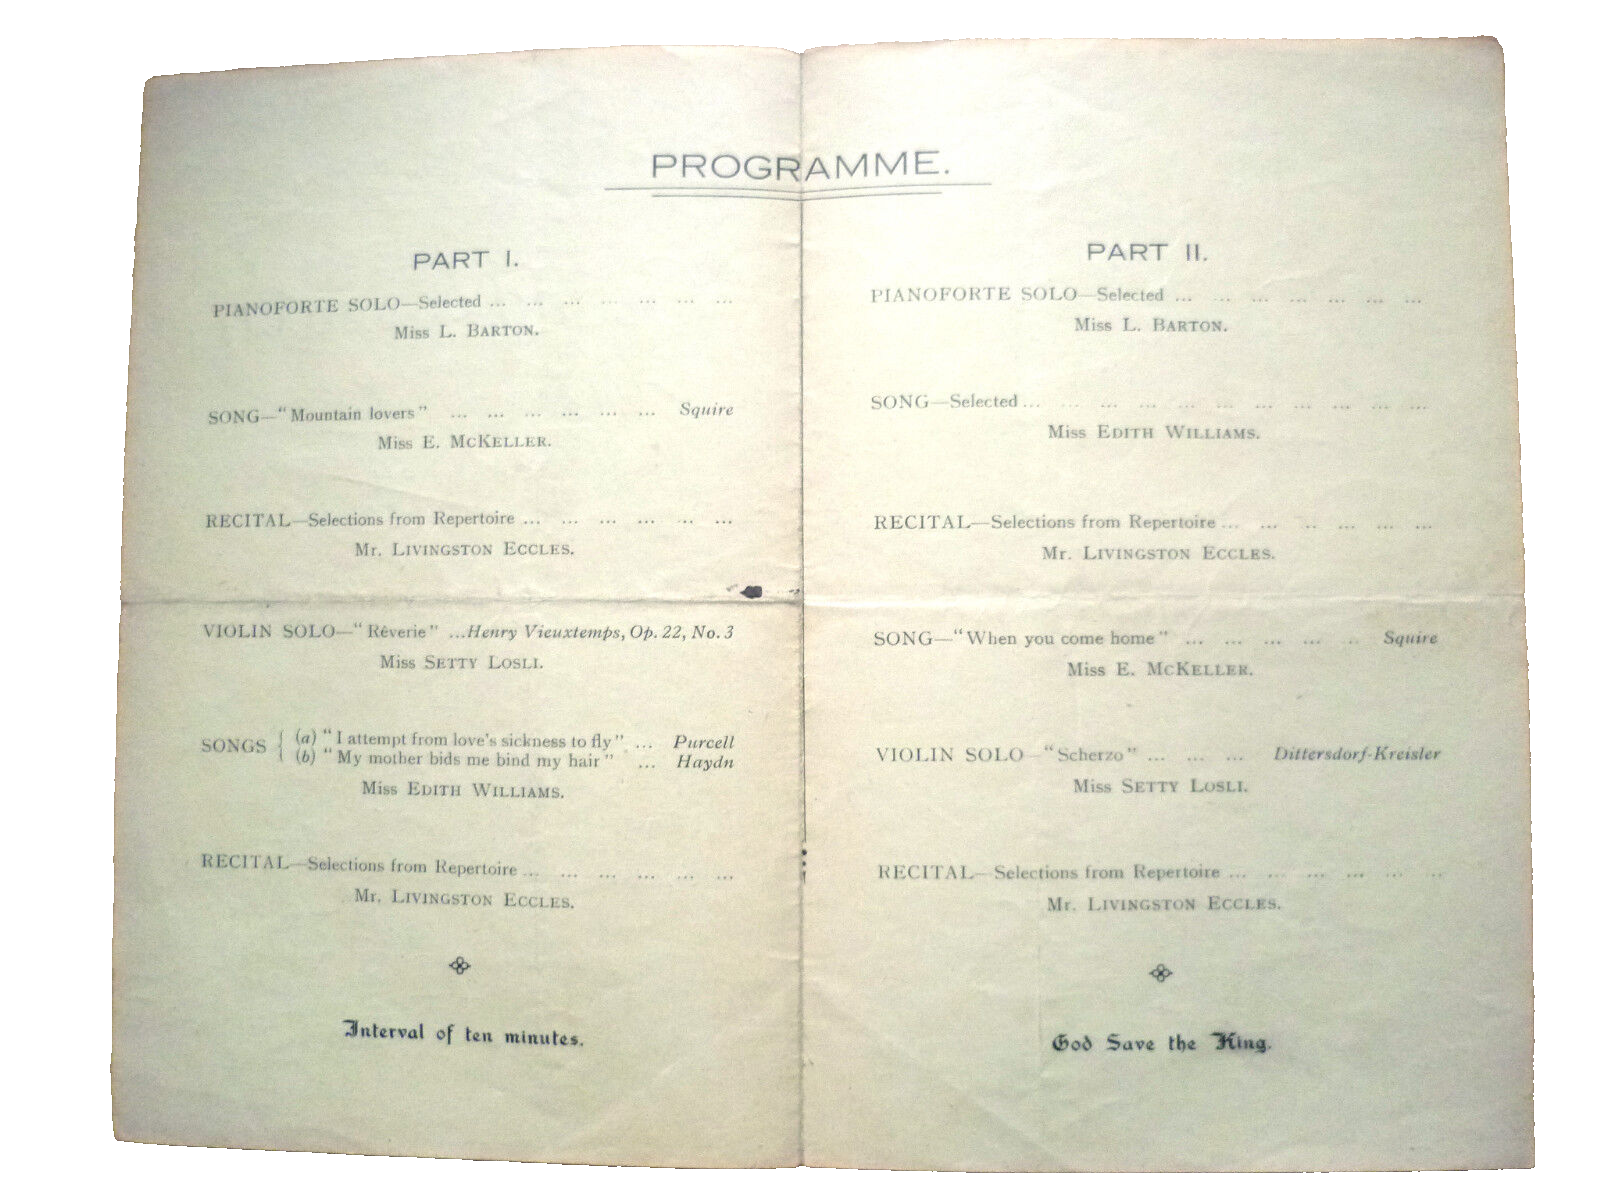 PROGRAMME.
PART I.
PIANOFORTE SOLO—Selected ... ... ... ... ... ... ...
Miss L. BARTON.
SONG—"Mountain lovers" ... ... ... ... ... ... Squire
Miss E. MCKELLER.
RECITAL—Selections from Repertoire ... ... ... ... ... ...
Mr. LIVINGSTON ECCLES.
VIOLIN SOLO—"Rêverie" ...Henry Vieuxtemps, Op. 22, No. 3
Miss SETTY LOSLI.
SONGS { (a) "I attempt from love's sickness to fly" ... Purcell
(b) "My mother bids me bind my hair" ... Haydn
Miss EDITH WILLIAMS.
RECITAL—Selections from Repertoire ... ... ... ... ... ...
Mr. LIVINGSTON ECCLES.
Interval of ten minutes.
PART II.
PIANOFORTE SOLO—Selected ... ... ... ... ... ... ...
Miss L. BARTON.
SONG—Selected ... ... ... ... ... ... ... ... ... ... ...
Miss EDITH WILLIAMS.
RECITAL—Selections from Repertoire ... ... ... ... ... ...
Mr. LIVINGSTON ECCLES.
SONG—"When you come home" ... ... ... ... ... Squire
Miss E. MCKELLER.
VIOLIN SOLO—"Scherzo" ... ... ... Dittersdorf-Kreisler
Miss SETTY LOSLI.
RECITAL—Selections from Repertoire ... ... ... ... ... ...
Mr. LIVINGSTON ECCLES.
God Save the King.